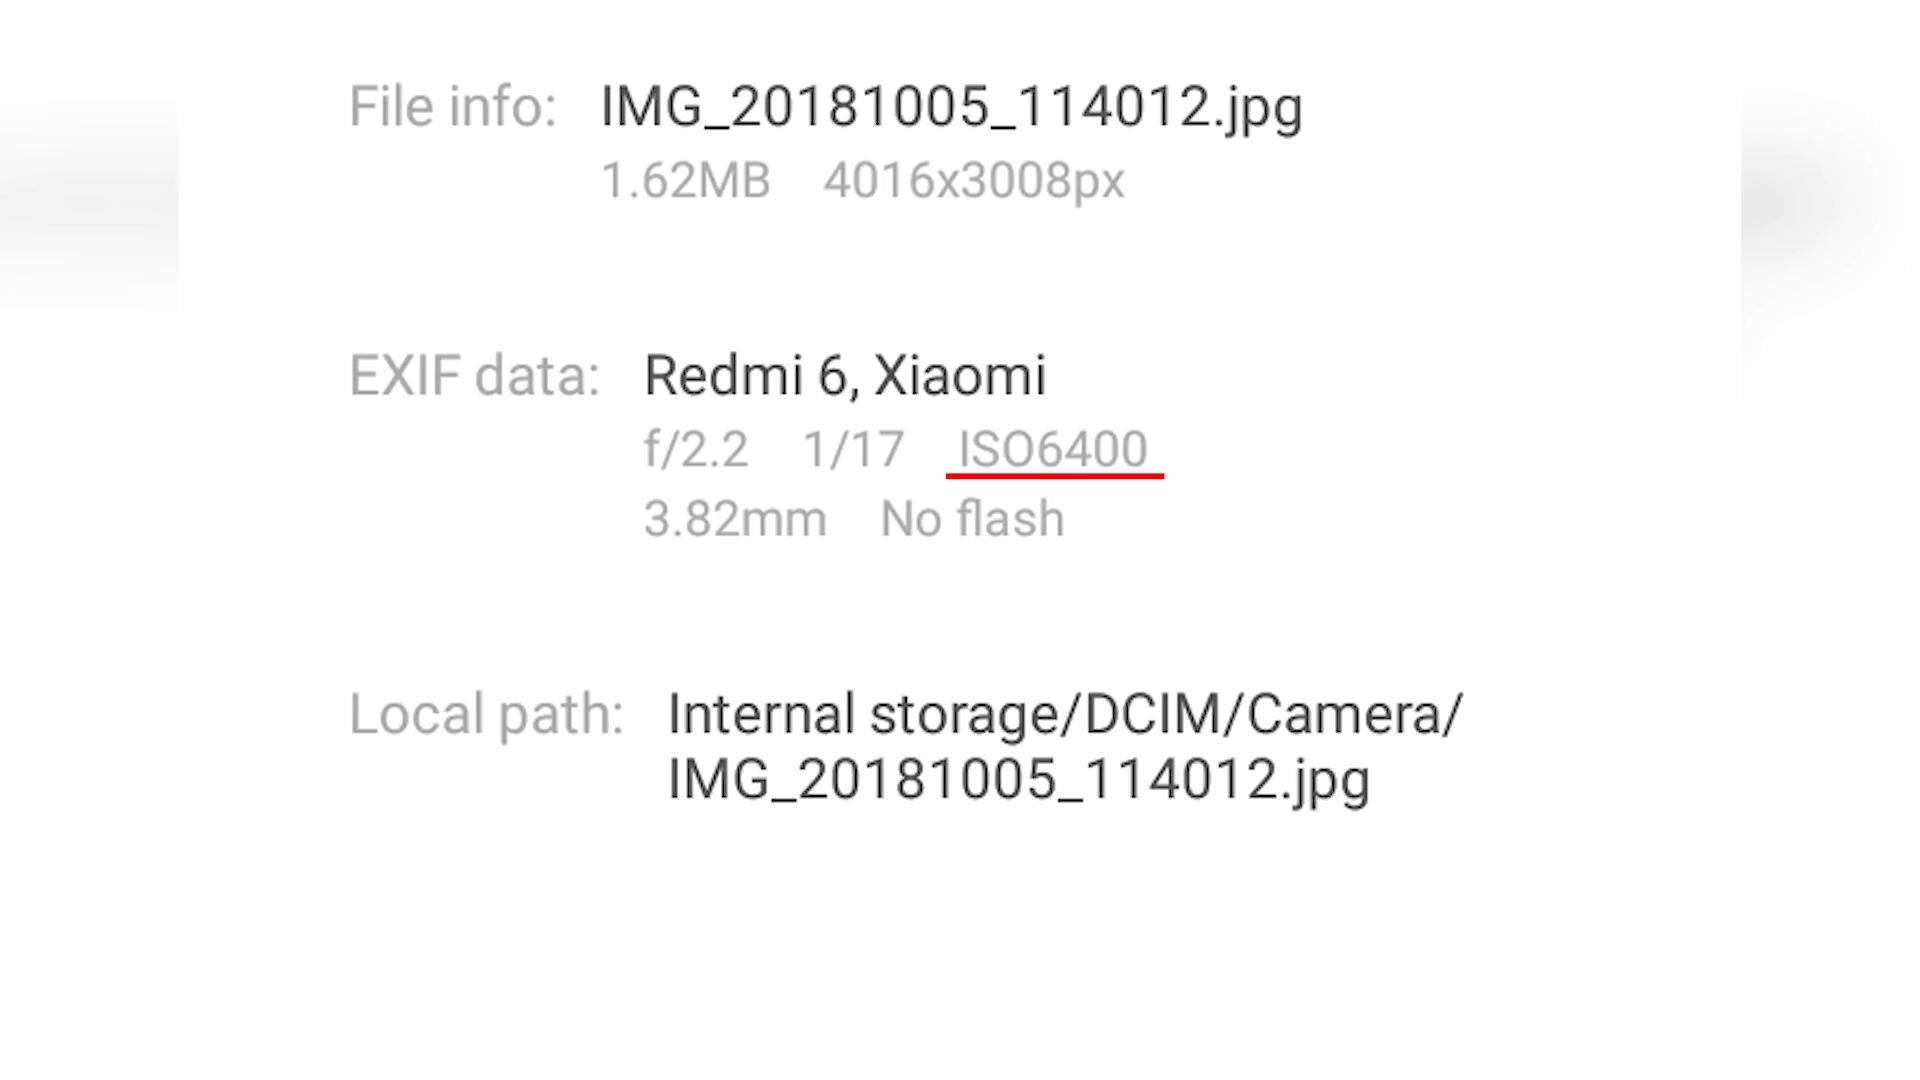 File info: IMG_20181005_114012.jpg
1.62MB 4016x3008px
EXIF data: Redmi 6, Xiaomi
f/2.2 1/17 ISO6400
3.82mm No flash
Local path: Internal storage/DCIM/Camera/
IMG_20181005_114012.jpg